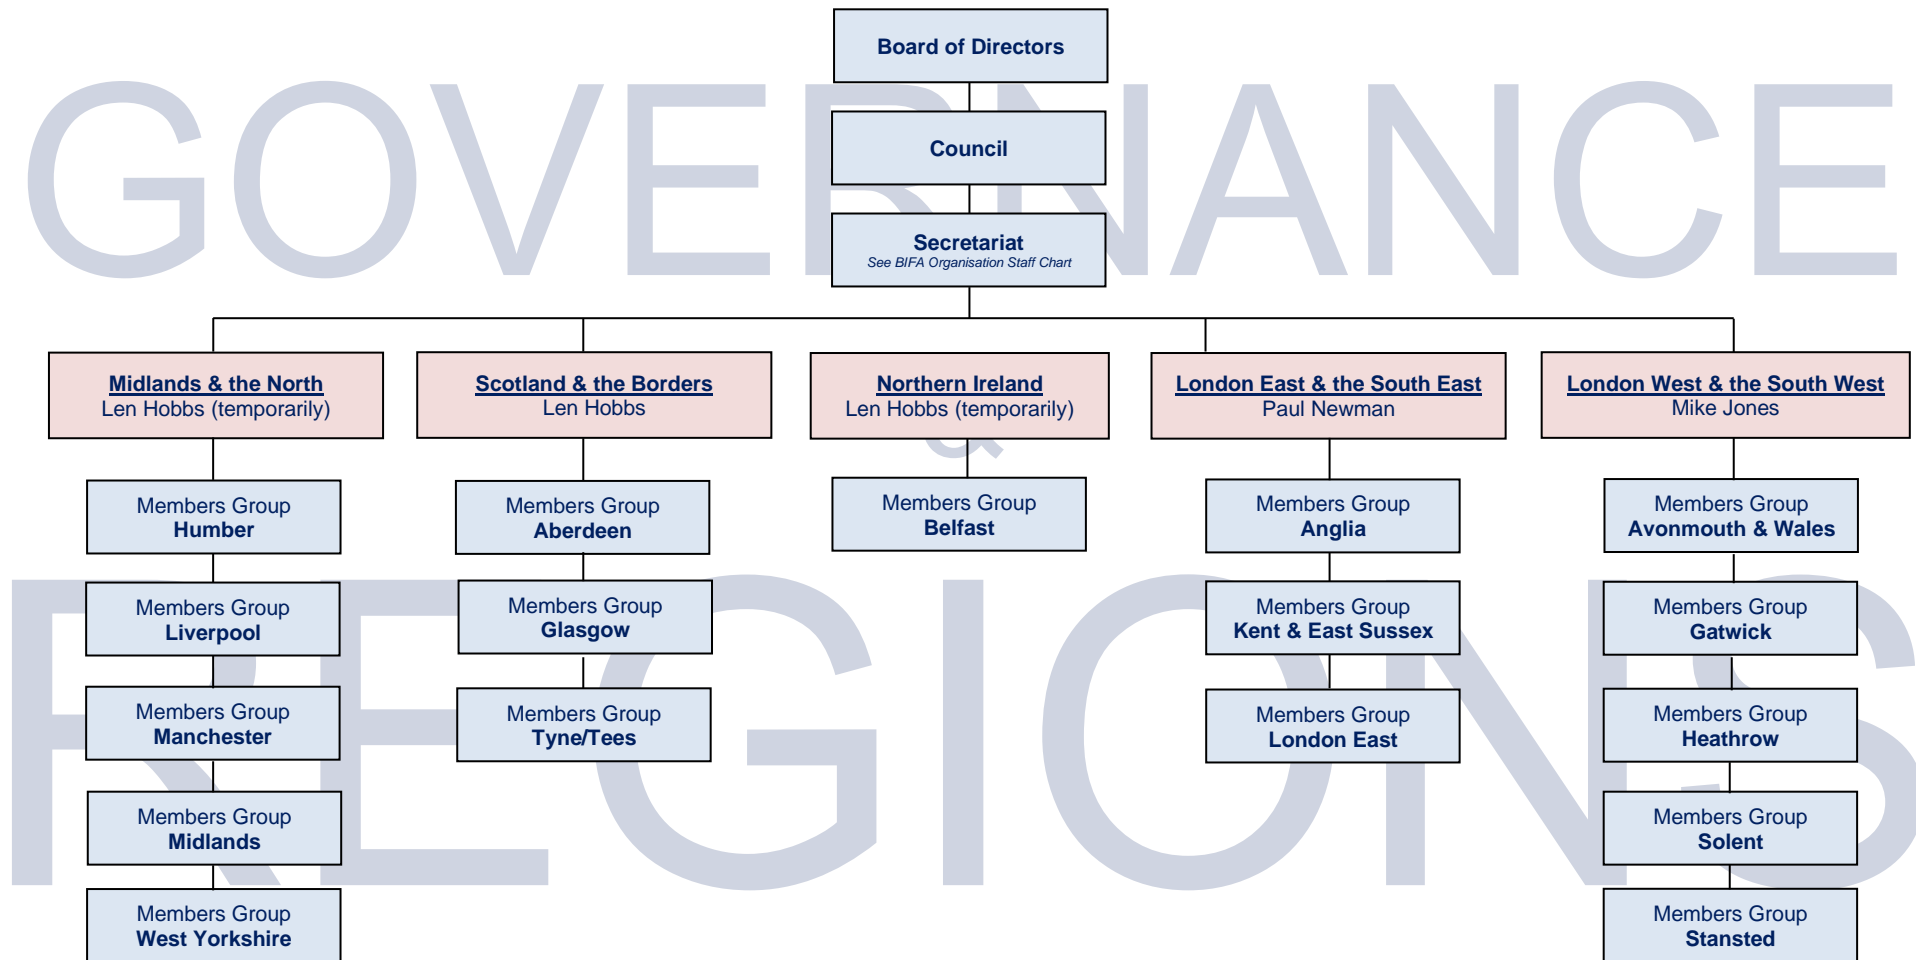 GOVERNANCE
&
REGIONS
Board of Directors
Council
Secretariat
See BIFA Organisation Staff Chart
Midlands & the North
Len Hobbs (temporarily)
Members Group
Humber
Members Group
Liverpool
Members Group
Manchester
Members Group
Midlands
Members Group
West Yorkshire
Scotland & the Borders
Len Hobbs
Members Group
Aberdeen
Members Group
Glasgow
Members Group
Tyne/Tees
Northern Ireland
Len Hobbs (temporarily)
Members Group
Belfast
London East & the South East
Paul Newman
Members Group
Anglia
Members Group
Kent & East Sussex
Members Group
London East
London West & the South West
Mike Jones
Members Group
Avonmouth & Wales
Members Group
Gatwick
Members Group
Heathrow
Members Group
Solent
Members Group
Stansted